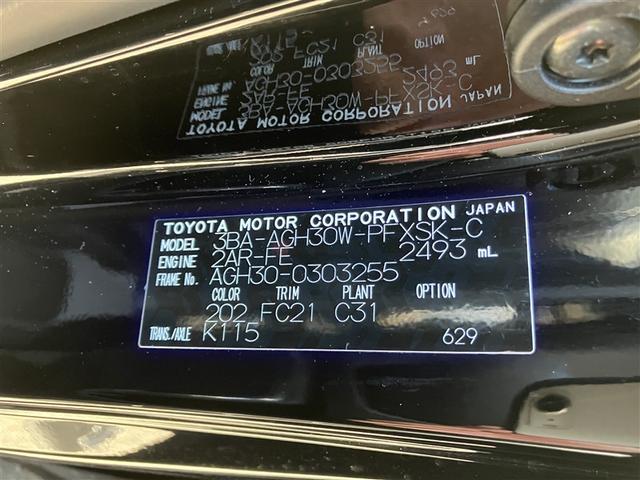 TOYOTA MOTOR CORPORATION JAPAN
MODEL 3BA-AGH30W-PFXSK-C
ENGINE 2AR-FE 2493 mL
FRAME No. AGH30-0303255
COLOR TRIM PLANT OPTION
202 FC21 C31
TRANS./AXLE K115 629